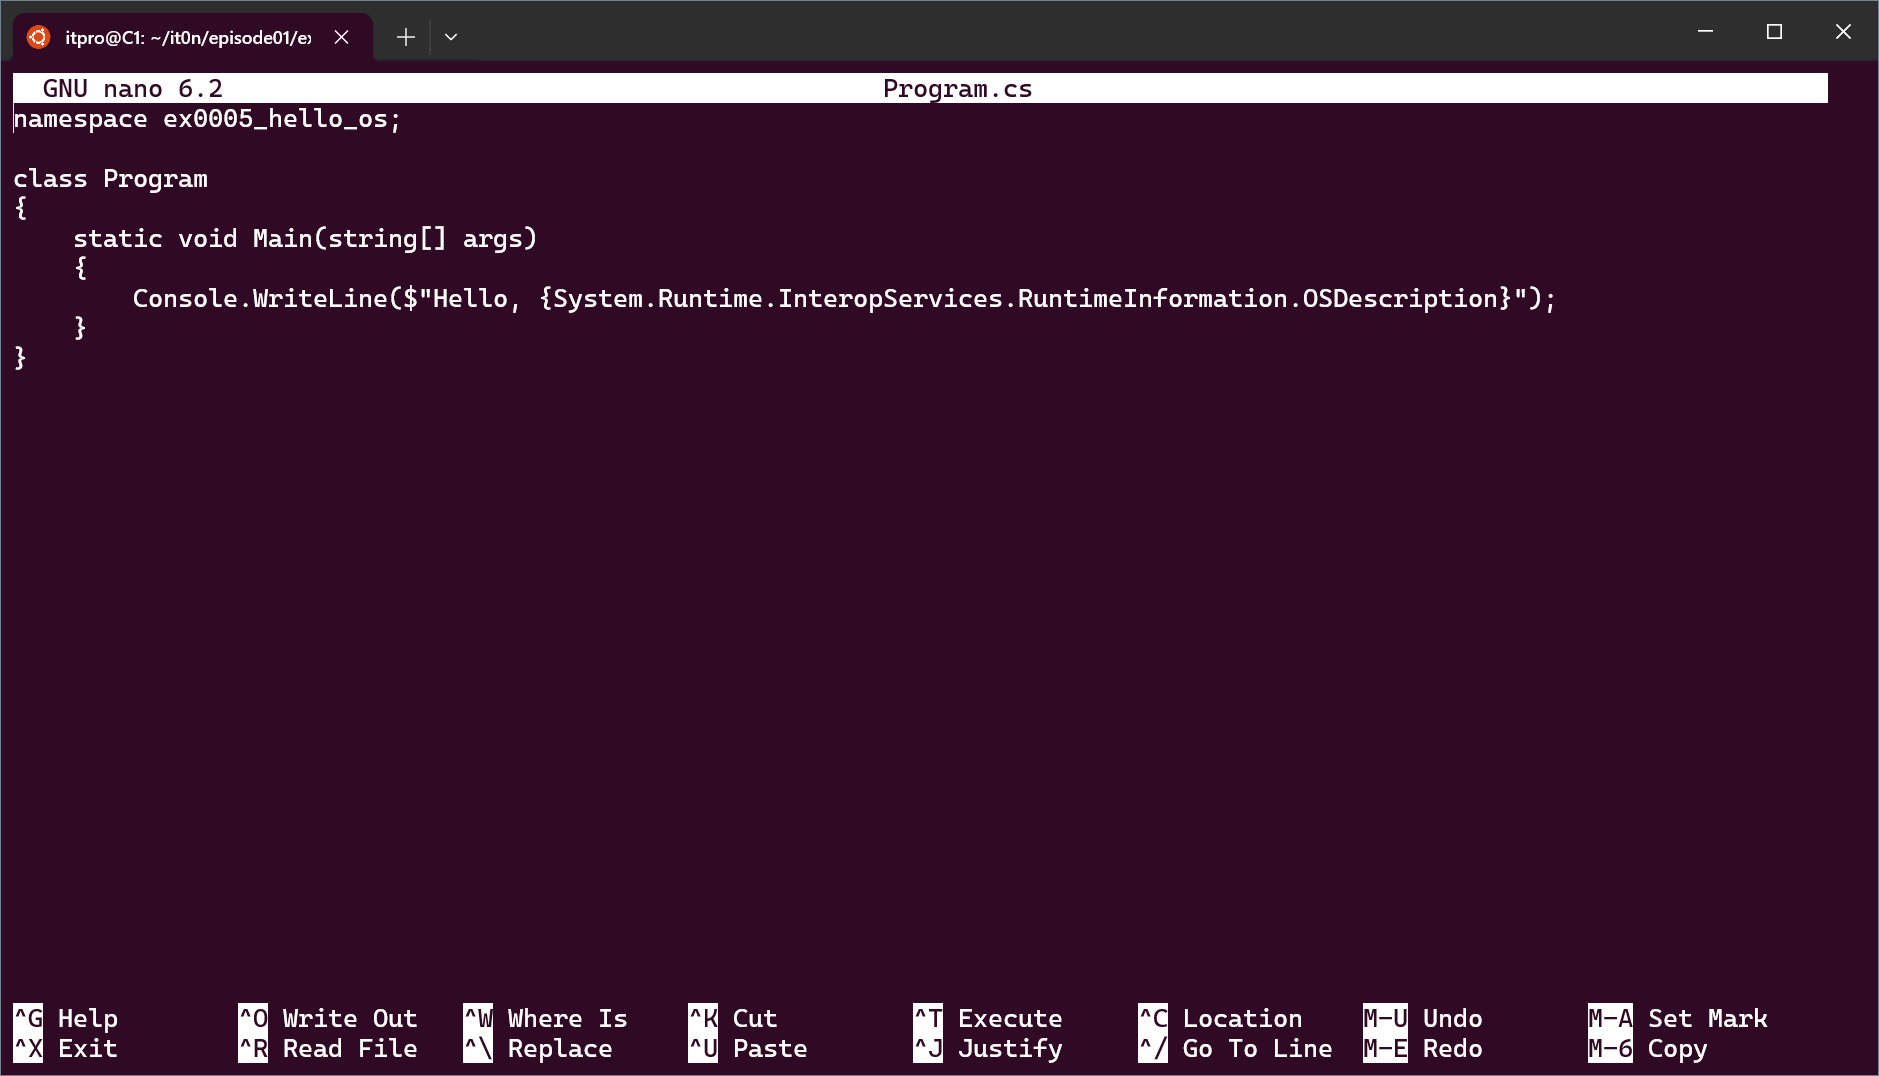 itpro@C1: ~/it0n/episode01/ex
GNU nano 6.2 Program.cs
namespace ex0005_hello_os;
class Program
{
    static void Main(string[] args)
    {
        Console.WriteLine($"Hello, {System.Runtime.InteropServices.RuntimeInformation.OSDescription}");
    }
}
^G Help ^O Write Out ^W Where Is ^K Cut ^T Execute ^C Location M-U Undo M-A Set Mark
^X Exit ^R Read File ^\ Replace ^U Paste ^J Justify ^/ Go To Line M-E Redo M-6 Copy